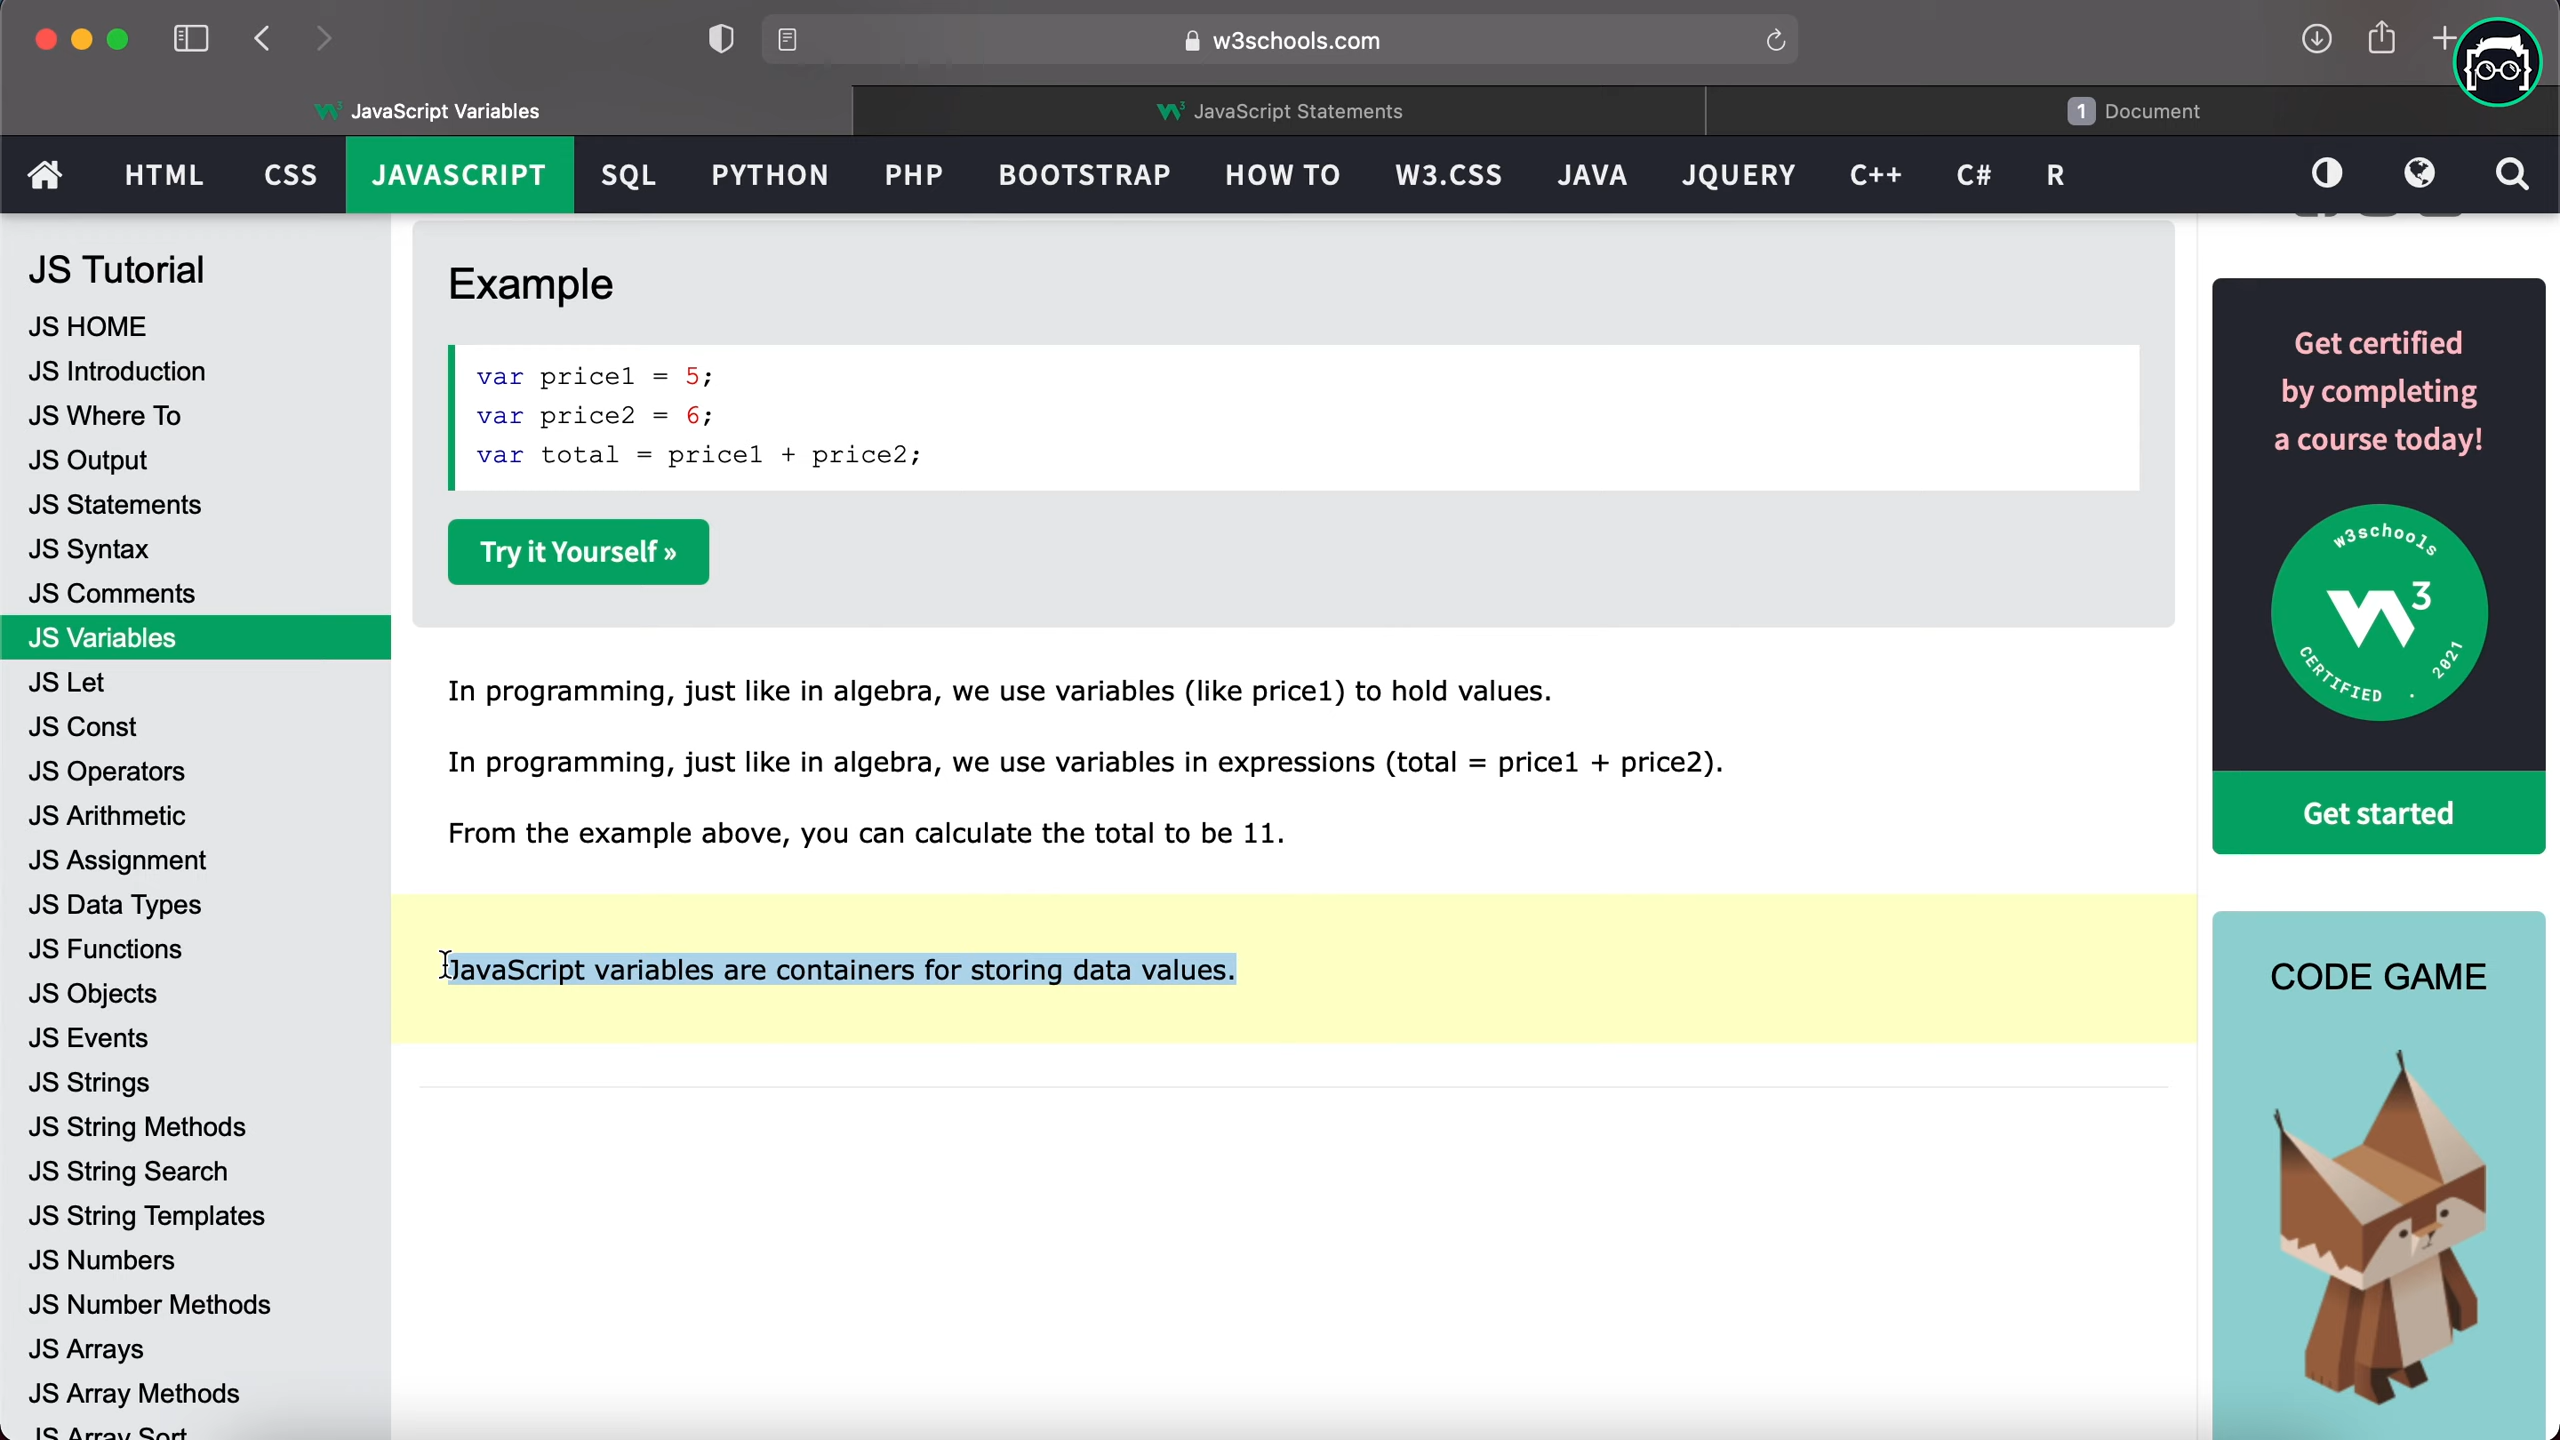 w3schools.com
JavaScript Variables
JavaScript Statements
1 Document
HTML CSS JAVASCRIPT SQL PYTHON PHP BOOTSTRAP HOW TO W3.CSS JAVA JQUERY C++ C# R
JS Tutorial
JS HOME
JS Introduction
JS Where To
JS Output
JS Statements
JS Syntax
JS Comments
JS Variables
JS Let
JS Const
JS Operators
JS Arithmetic
JS Assignment
JS Data Types
JS Functions
JS Objects
JS Events
JS Strings
JS String Methods
JS String Search
JS String Templates
JS Numbers
JS Number Methods
JS Arrays
JS Array Methods
JS Array Sort
Example
var price1 = 5;
var price2 = 6;
var total = price1 + price2;
Try it Yourself »
In programming, just like in algebra, we use variables (like price1) to hold values.
In programming, just like in algebra, we use variables in expressions (total = price1 + price2).
From the example above, you can calculate the total to be 11.
JavaScript variables are containers for storing data values.
Get certified
by completing
a course today!
w3schools
W3
CERTIFIED . 2021
Get started
CODE GAME